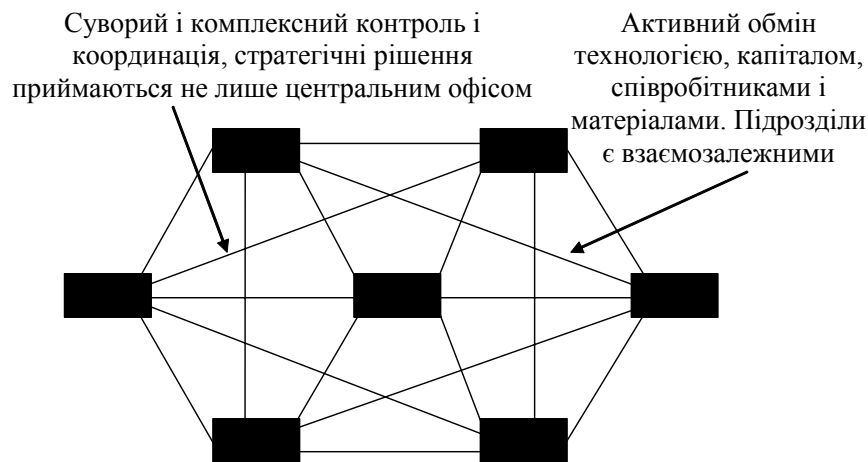 Суворий і комплексний контроль і
координація, стратегічні рішення
приймаються не лише центральним офісом
Активний обмін
технологією, капіталом,
співробітниками і
матеріалами. Підрозділи
є взаємозалежними